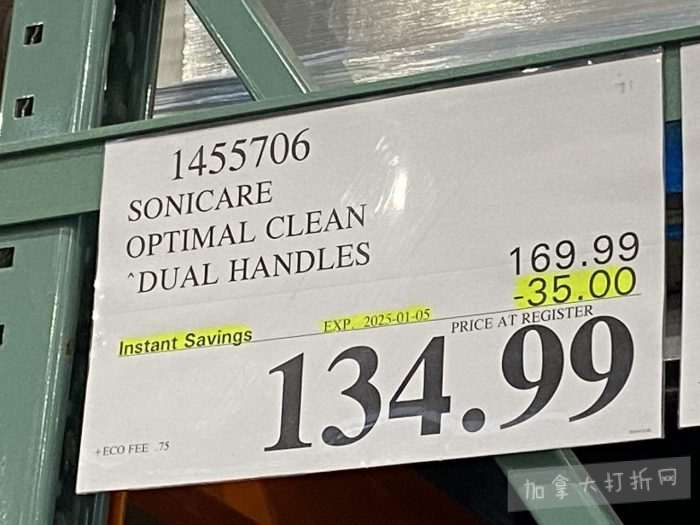 1455706
SONICARE
OPTIMAL CLEAN
^DUAL HANDLES
169.99
-35.00
Instant Savings
EXP. 2025-01-05
PRICE AT REGISTER
134.99
+ECO FEE .75
加拿大打折网